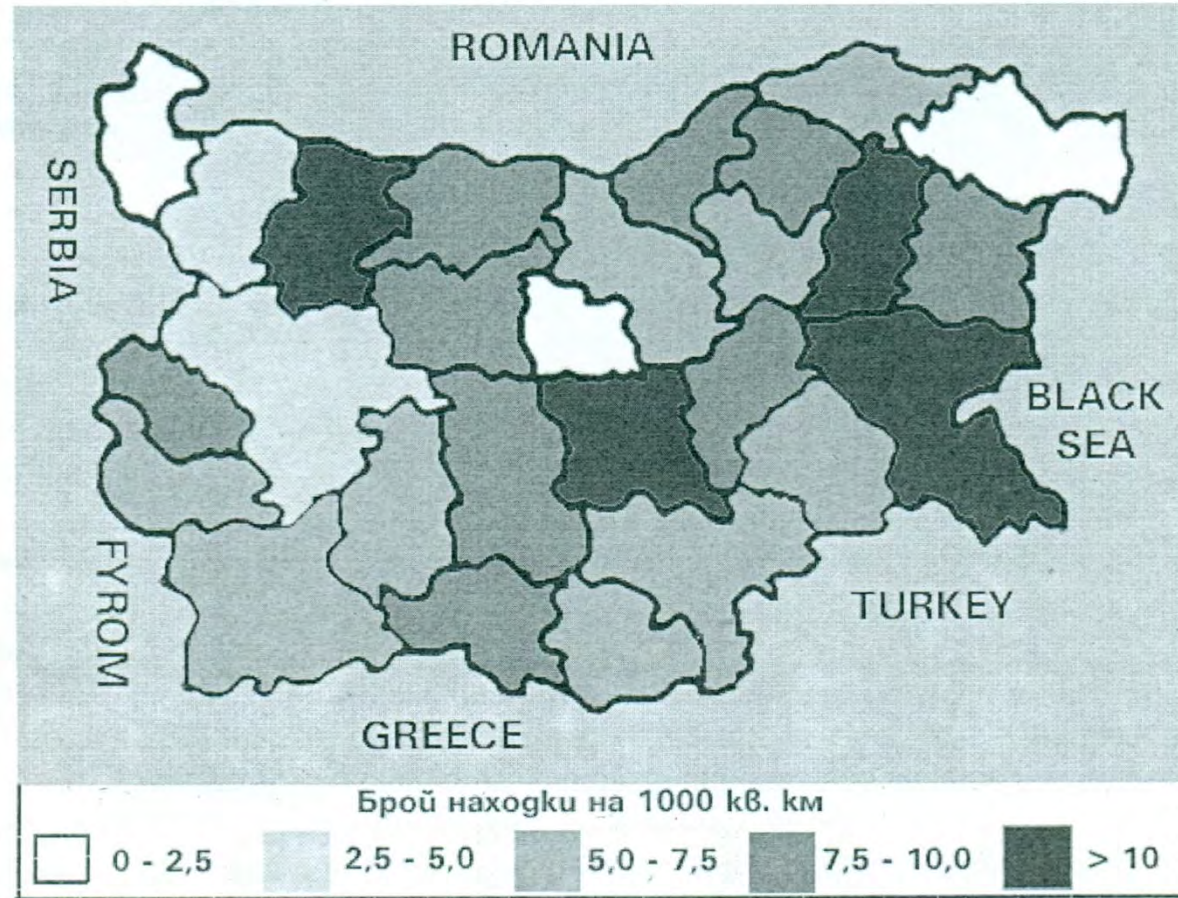 ROMANIA
SERBIA
BLACK
SEA
FYROM
TURKEY
GREECE
Брой находки на 1000 кв. км
0 - 2,5
2,5 - 5,0
5,0 - 7,5
7,5 - 10,0
> 10